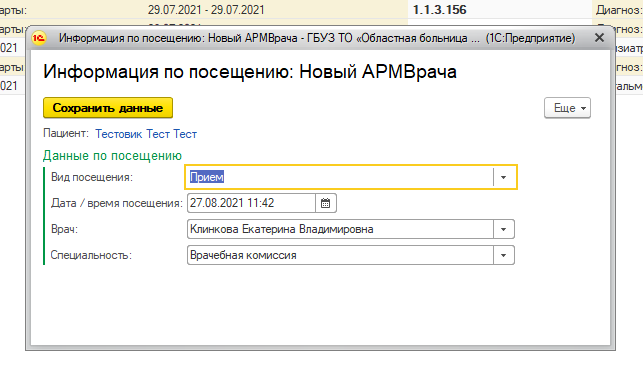 арты: 29.07.2021 - 29.07.2021 1.1.3.156 Диагноз:
арты:
Информация по посещению: Новый АРМВрача - ГБУЗ ТО «Областная больница ... (1С:Предприятие)
021
арты:
021
Информация по посещению: Новый АРМВрача
Сохранить данные Еще
Пациент: Тестовик Тест Тест
Данные по посещению
Вид посещения: Прием
Дата / время посещения: 27.08.2021 11:42
Врач: Клинкова Екатерина Владимировна
Специальность: Врачебная комиссия